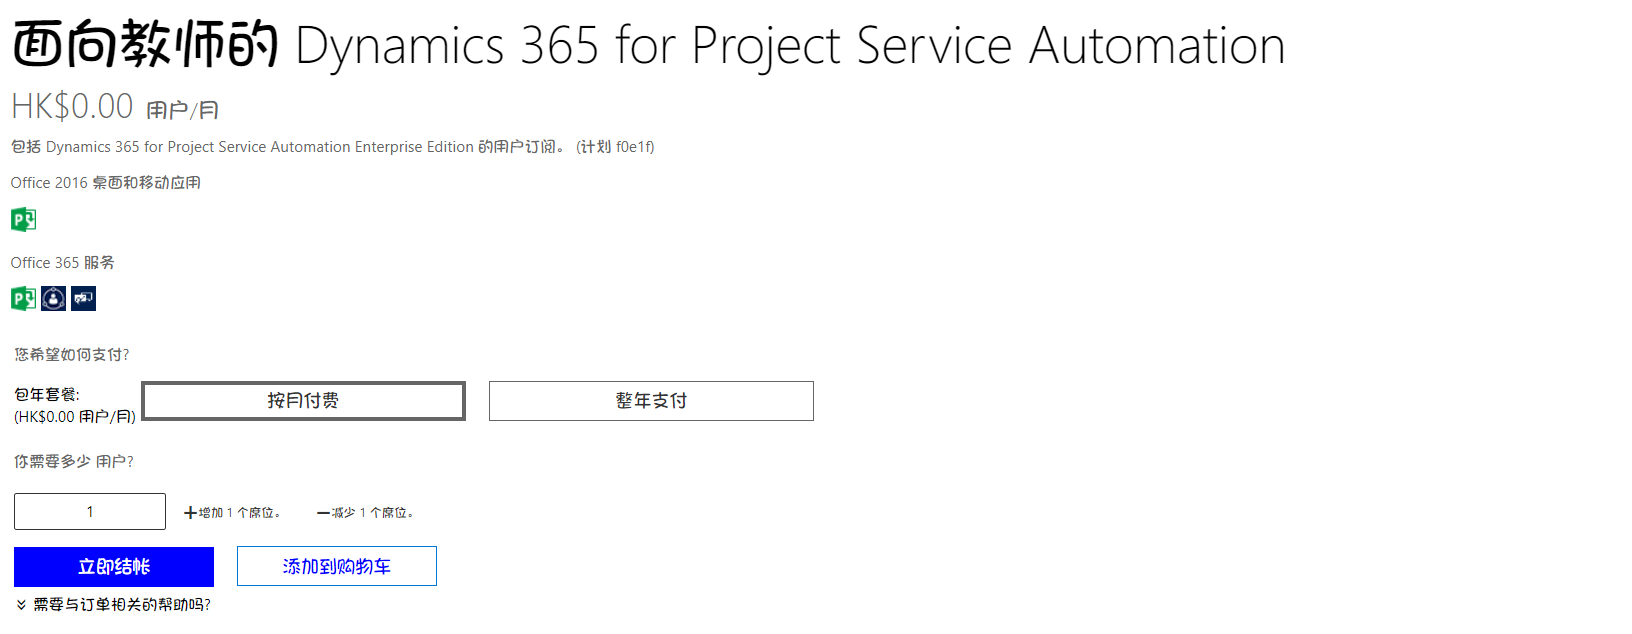 面向教师的 Dynamics 365 for Project Service Automation
HK$0.00 用户/月
包括 Dynamics 365 for Project Service Automation Enterprise Edition 的用户订阅。 (计划 f0e1f)
Office 2016 桌面和移动应用
Office 365 服务
您希望如何支付?
包年套餐:
(HK$0.00 用户/月)
按月付费
整年支付
你需要多少 用户?
1
增加 1 个席位。
减少 1 个席位。
立即结帐
添加到购物车
需要与订单相关的帮助吗?